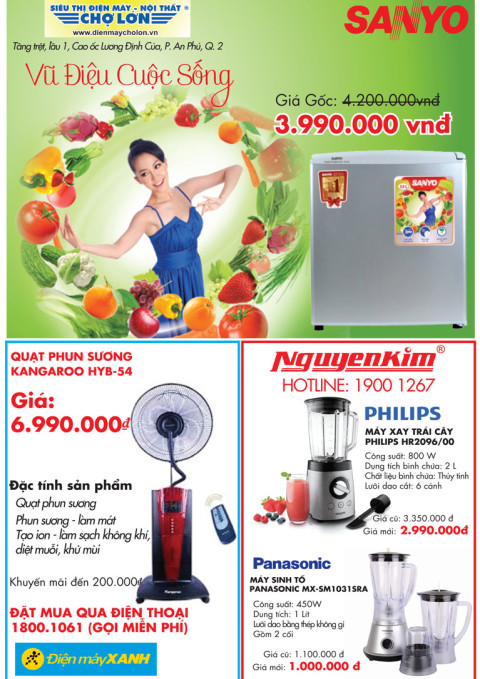 SIÊU THỊ ĐIỆN MÁY - NỘI THẤT ®
CHỢ LỚN
www.dienmaycholon.vn
Tầng trệt, lầu 1, Cao ốc Lương Định Của, P. An Phú, Q. 2
SANYO
Vũ Điệu Cuộc Sống
Giá Gốc: 4.200.000vnđ
3.990.000 vnđ
SANYO
SANYO
QUẠT PHUN SƯƠNG
KANGAROO HYB-54
Giá:
6.990.000đ
Đặc tính sản phẩm
Quạt phun sương
Phun sương - làm mát
Tạo ion - làm sạch không khí,
diệt muỗi, khử mùi
Khuyến mãi đến 200.000đ
ĐẶT MUA QUA ĐIỆN THOẠI
1800.1061 (GỌI MIỄN PHÍ)
Điện máy XANH
NguyenKim®
HOTLINE: 1900 1267
PHILIPS
MÁY XAY TRÁI CÂY
PHILIPS HR2096/00
Công suất: 800 W
Dung tích bình chứa: 2 L
Chất liệu bình chứa: Thủy tinh
Lưỡi dao cắt: 6 cánh
Giá cũ: 3.350.000 đ
Giá mới: 2.990.000đ
Panasonic
MÁY SINH TỐ
PANASONIC MX-SM1031SRA
Công suất: 450W
Dung tích: 1 Lít
Lưỡi dao bằng thép không gỉ
Gồm 2 cối
Giá cũ: 1.100.000 đ
Giá mới: 1.000.000 đ